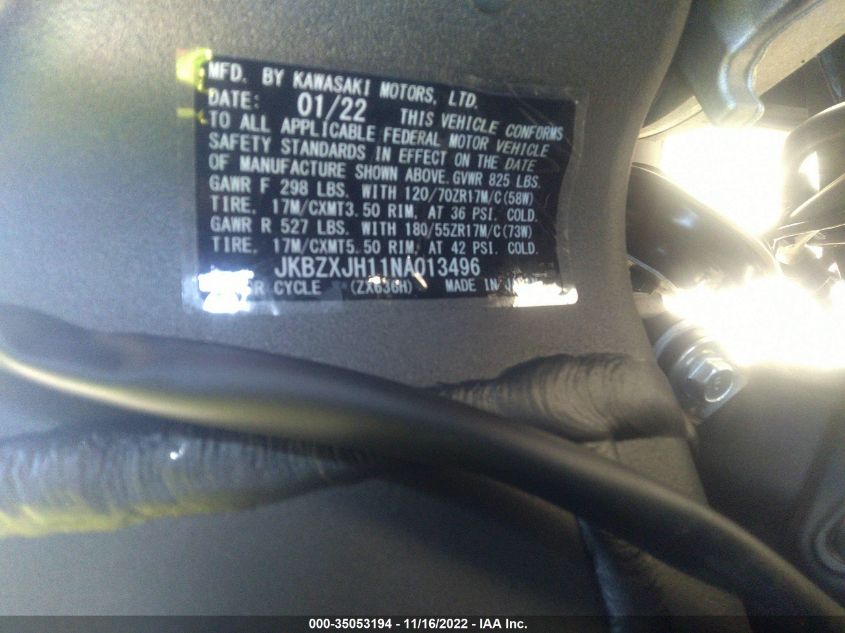 MFD. BY KAWASAKI MOTORS, LTD.
DATE: 01/22 THIS VEHICLE CONFORMS
TO ALL APPLICABLE FEDERAL MOTOR VEHICLE
SAFETY STANDARDS IN EFFECT ON THE DATE
OF MANUFACTURE SHOWN ABOVE. GVWR 825 LBS.
GAWR F 298 LBS. WITH 120/70ZR17M/C(58W)
TIRE, 17M/CXMT3.50 RIM, AT 36 PSI. COLD.
GAWR R 527 LBS. WITH 180/55ZR17M/C(73W)
TIRE, 17M/CXMT5.50 RIM, AT 42 PSI. COLD.
JKBZXJH11NA013496
CYCLE (ZX636H) MADE IN
000-35053194 - 11/16/2022 - IAA Inc.